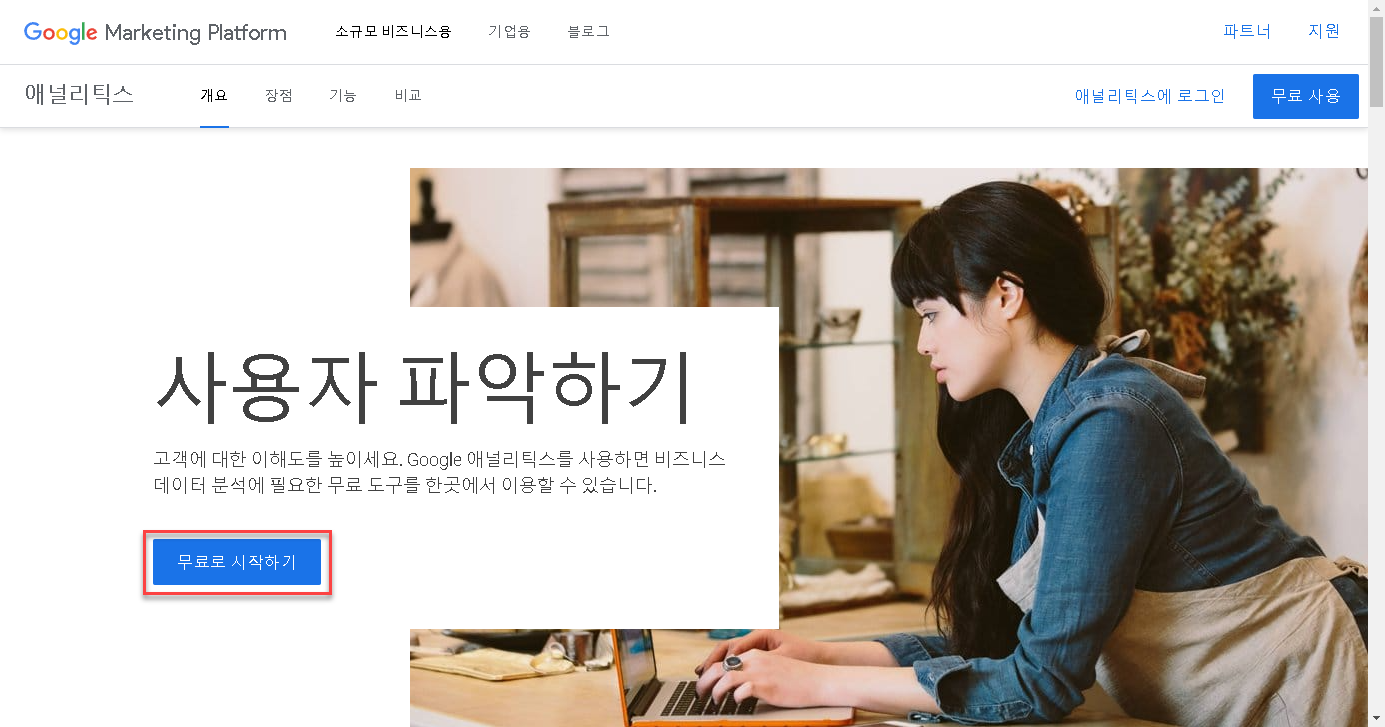 Google Marketing Platform
소규모 비즈니스용
기업용
블로그
파트너
지원
애널리틱스
개요
장점
기능
비교
애널리틱스에 로그인
무료 사용
사용자 파악하기
고객에 대한 이해도를 높이세요. Google 애널리틱스를 사용하면 비즈니스
데이터 분석에 필요한 무료 도구를 한곳에서 이용할 수 있습니다.
무료로 시작하기